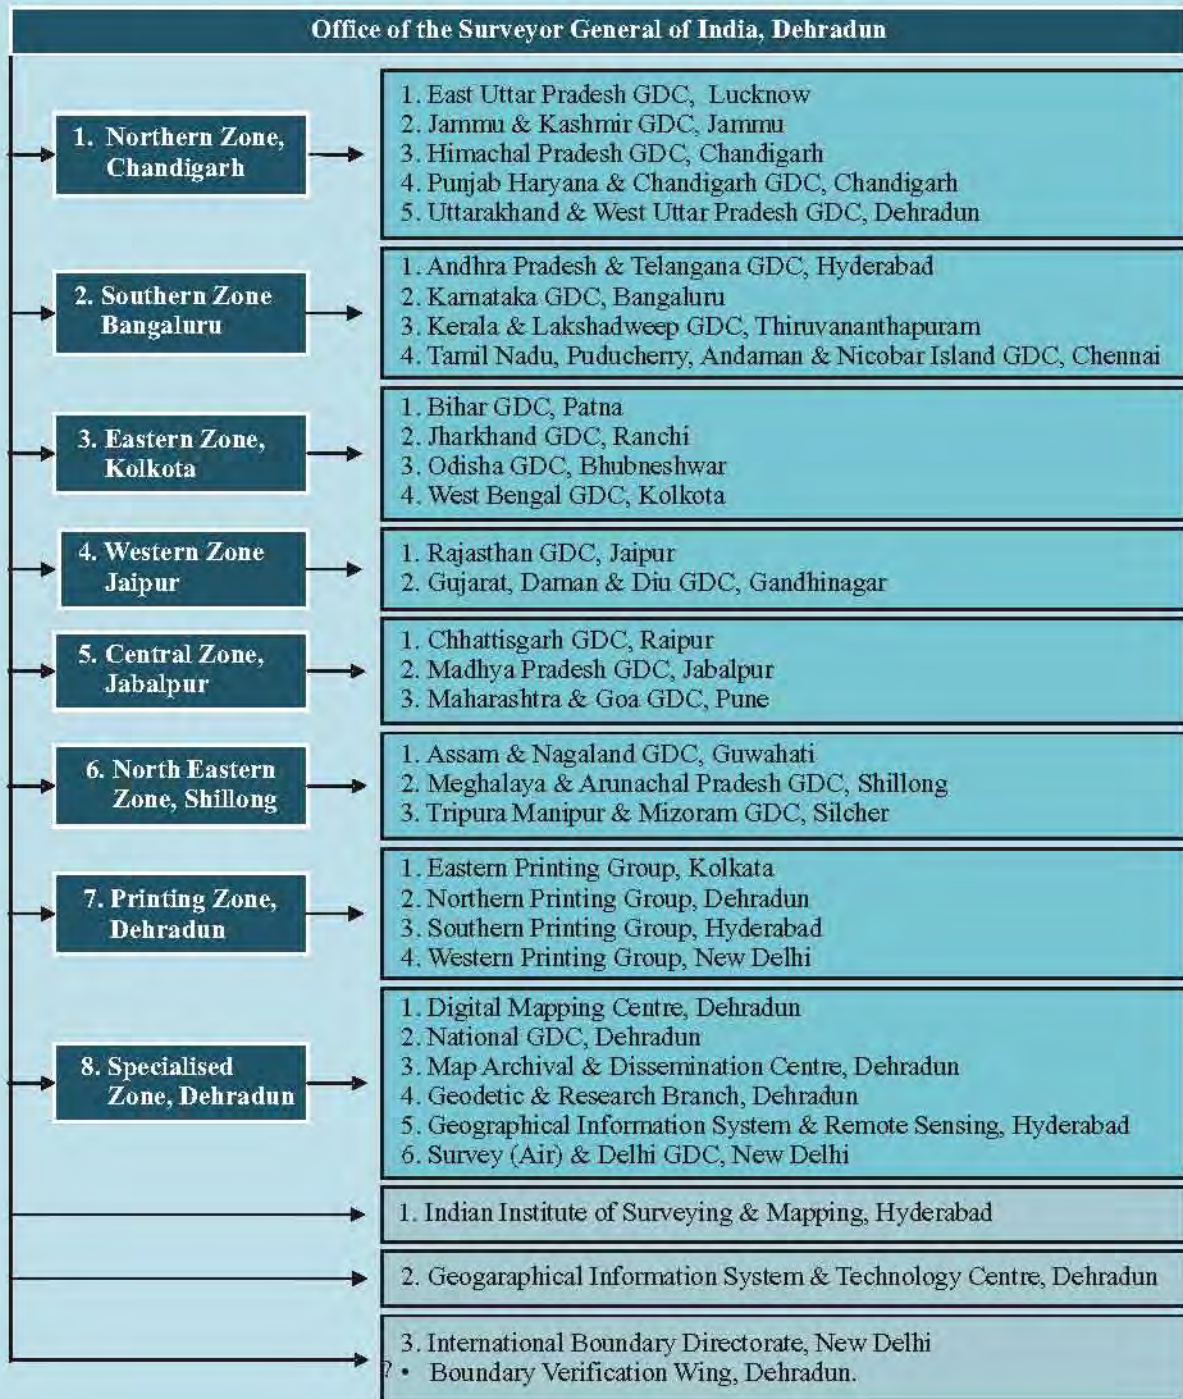 Office of the Surveyor General of India, Dehradun
1. Northern Zone,
Chandigarh
1. East Uttar Pradesh GDC, Lucknow
2. Jammu & Kashmir GDC, Jammu
3. Himachal Pradesh GDC, Chandigarh
4. Punjab Haryana & Chandigarh GDC, Chandigarh
5. Uttarakhand & West Uttar Pradesh GDC, Dehradun
2. Southern Zone
Bangaluru
1. Andhra Pradesh & Telangana GDC, Hyderabad
2. Karnataka GDC, Bangaluru
3. Kerala & Lakshadweep GDC, Thiruvananthapuram
4. Tamil Nadu, Puducherry, Andaman & Nicobar Island GDC, Chennai
3. Eastern Zone,
Kolkota
1. Bihar GDC, Patna
2. Jharkhand GDC, Ranchi
3. Odisha GDC, Bhubneshwar
4. West Bengal GDC, Kolkota
4. Western Zone
Jaipur
1. Rajasthan GDC, Jaipur
2. Gujarat, Daman & Diu GDC, Gandhinagar
5. Central Zone,
Jabalpur
1. Chhattisgarh GDC, Raipur
2. Madhya Pradesh GDC, Jabalpur
3. Maharashtra & Goa GDC, Pune
6. North Eastern
Zone, Shillong
1. Assam & Nagaland GDC, Guwahati
2. Meghalaya & Arunachal Pradesh GDC, Shillong
3. Tripura Manipur & Mizoram GDC, Silcher
7. Printing Zone,
Dehradun
1. Eastern Printing Group, Kolkata
2. Northern Printing Group, Dehradun
3. Southern Printing Group, Hyderabad
4. Western Printing Group, New Delhi
8. Specialised
Zone, Dehradun
1. Digital Mapping Centre, Dehradun
2. National GDC, Dehradun
3. Map Archival & Dissemination Centre, Dehradun
4. Geodetic & Research Branch, Dehradun
5. Geographical Information System & Remote Sensing, Hyderabad
6. Survey (Air) & Delhi GDC, New Delhi
1. Indian Institute of Surveying & Mapping, Hyderabad
2. Geogaraphical Information System & Technology Centre, Dehradun
3. International Boundary Directorate, New Delhi
? • Boundary Verification Wing, Dehradun.